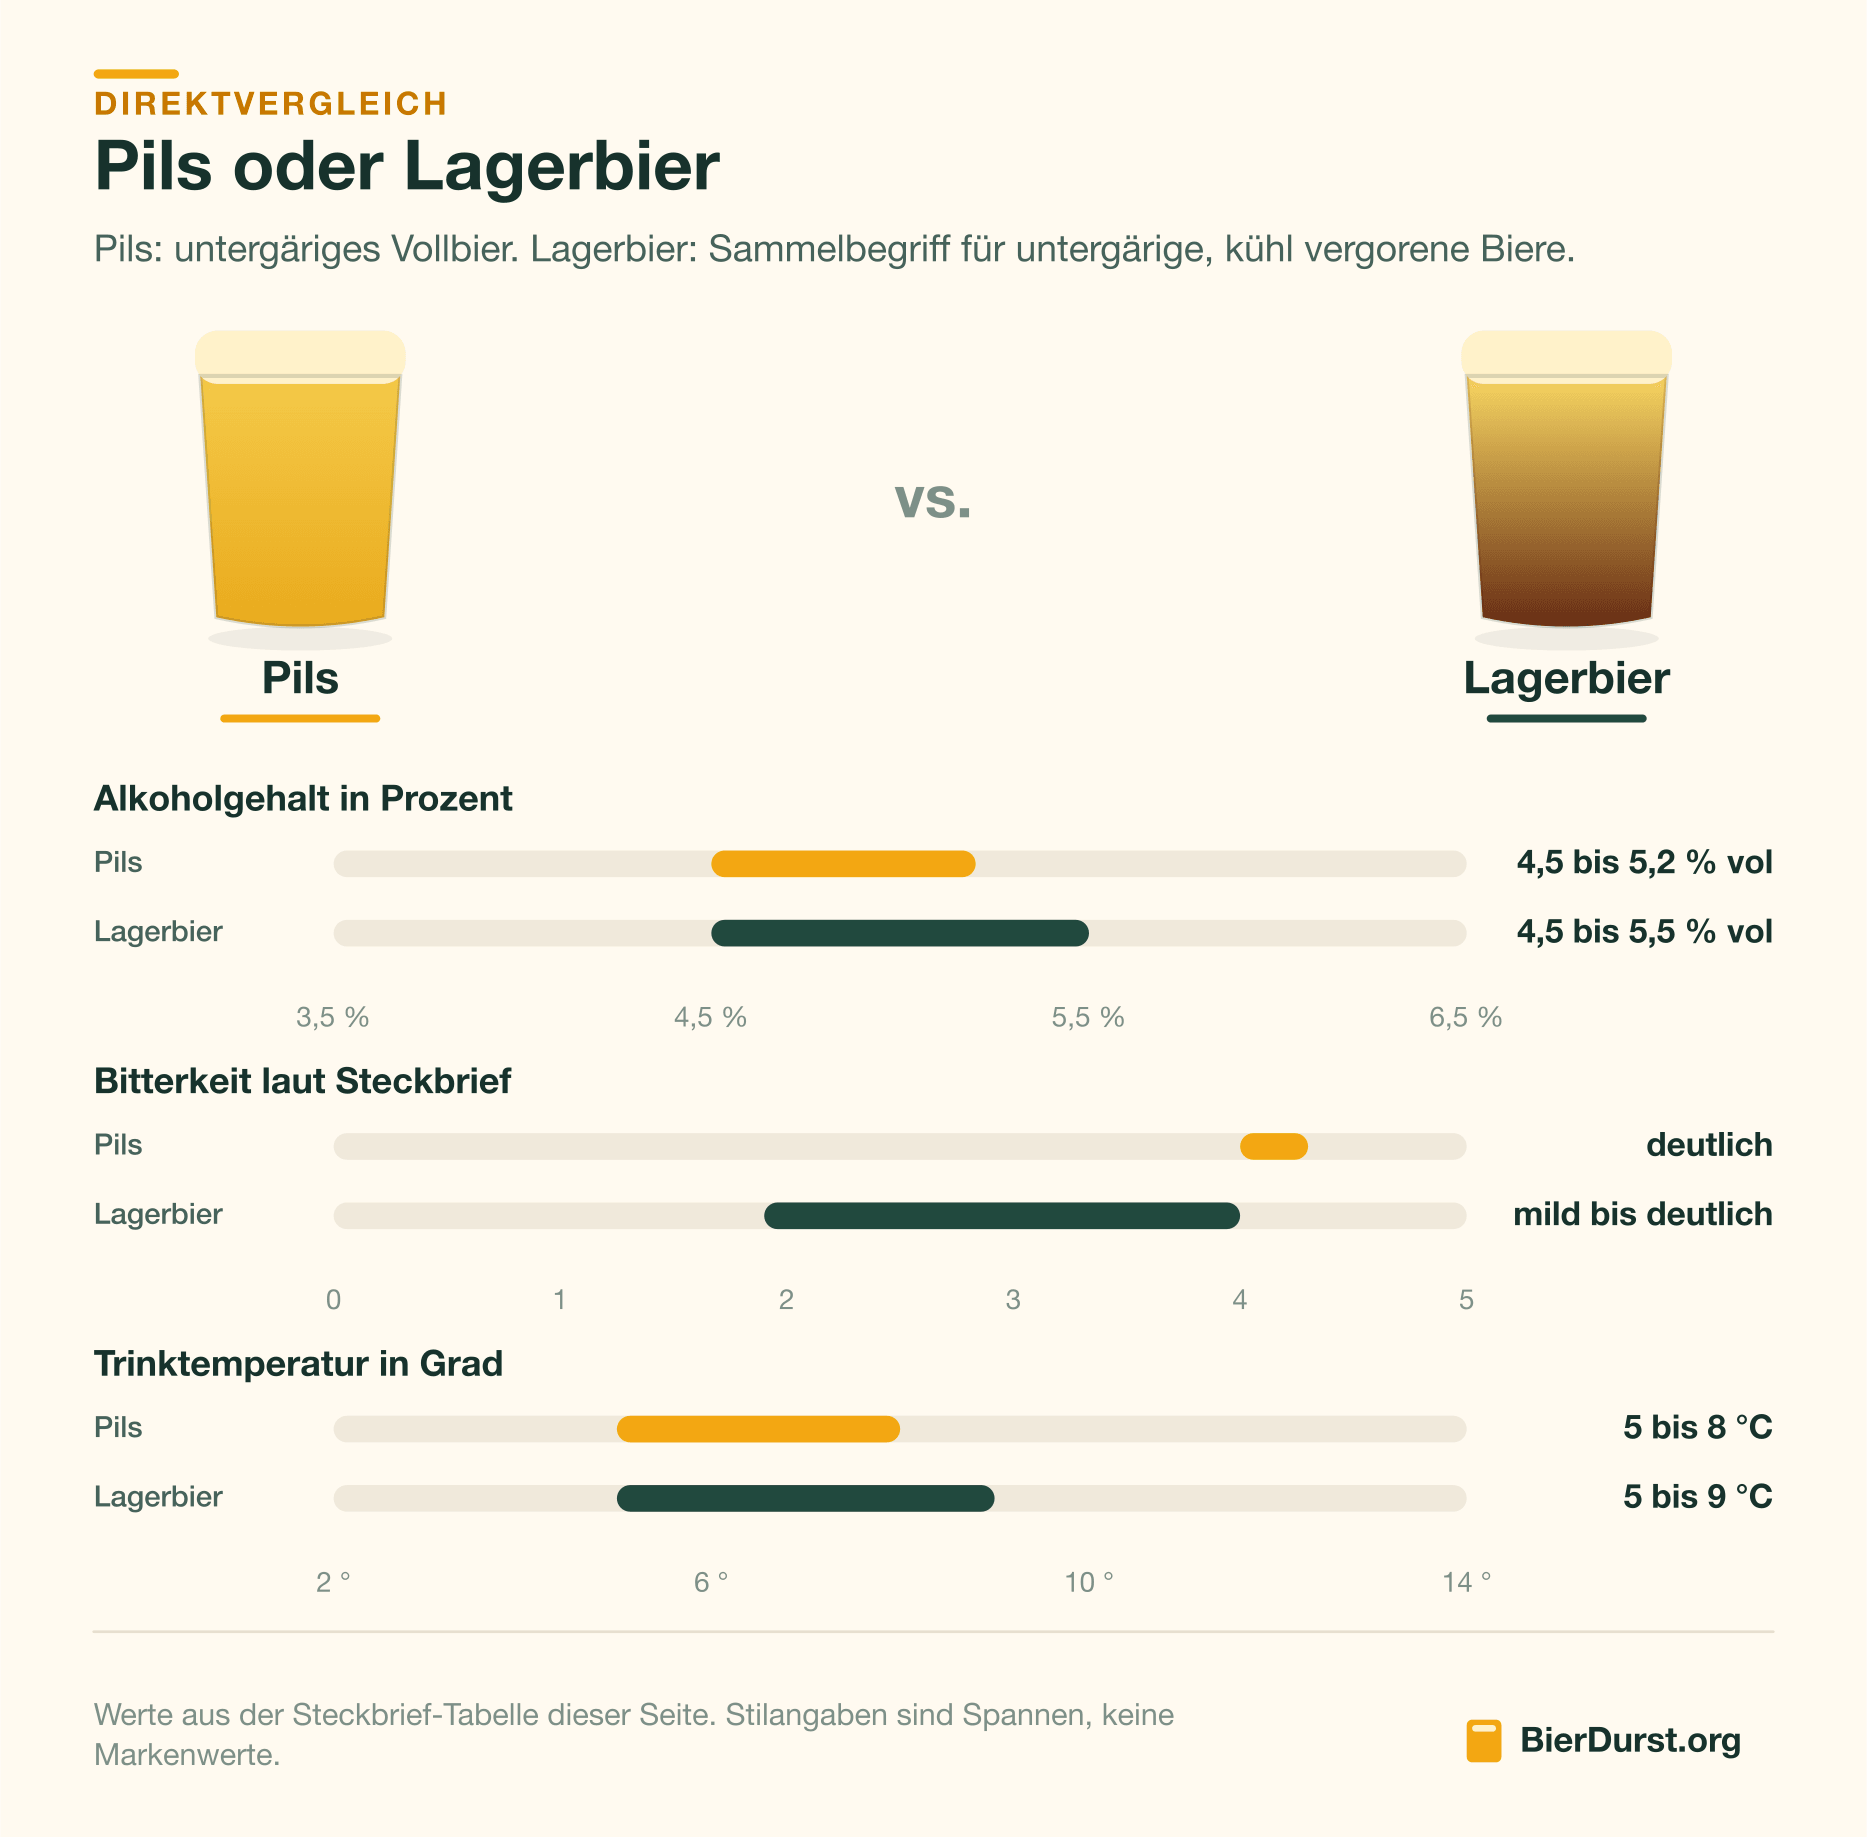 DIREKTVERGLEICH
Pils oder Lagerbier
Pils: untergäriges Vollbier. Lagerbier: Sammelbegriff für untergärige, kühl vergorene Biere.
vs.
Pils
Lagerbier
Alkoholgehalt in Prozent
Pils 4,5 bis 5,2 % vol
Lagerbier 4,5 bis 5,5 % vol
3,5 % 4,5 % 5,5 % 6,5 %
Bitterkeit laut Steckbrief
Pils deutlich
Lagerbier mild bis deutlich
0 1 2 3 4 5
Trinktemperatur in Grad
Pils 5 bis 8 °C
Lagerbier 5 bis 9 °C
2 ° 6 ° 10 ° 14 °
Werte aus der Steckbrief-Tabelle dieser Seite. Stilangaben sind Spannen, keine
Markenwerte.
BierDurst.org